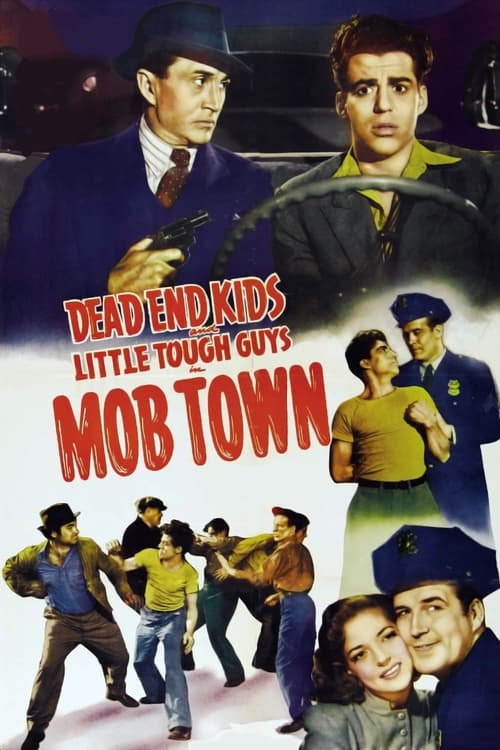 DEAD END KIDS
and
LITTLE TOUGH GUYS
in
MOB TOWN